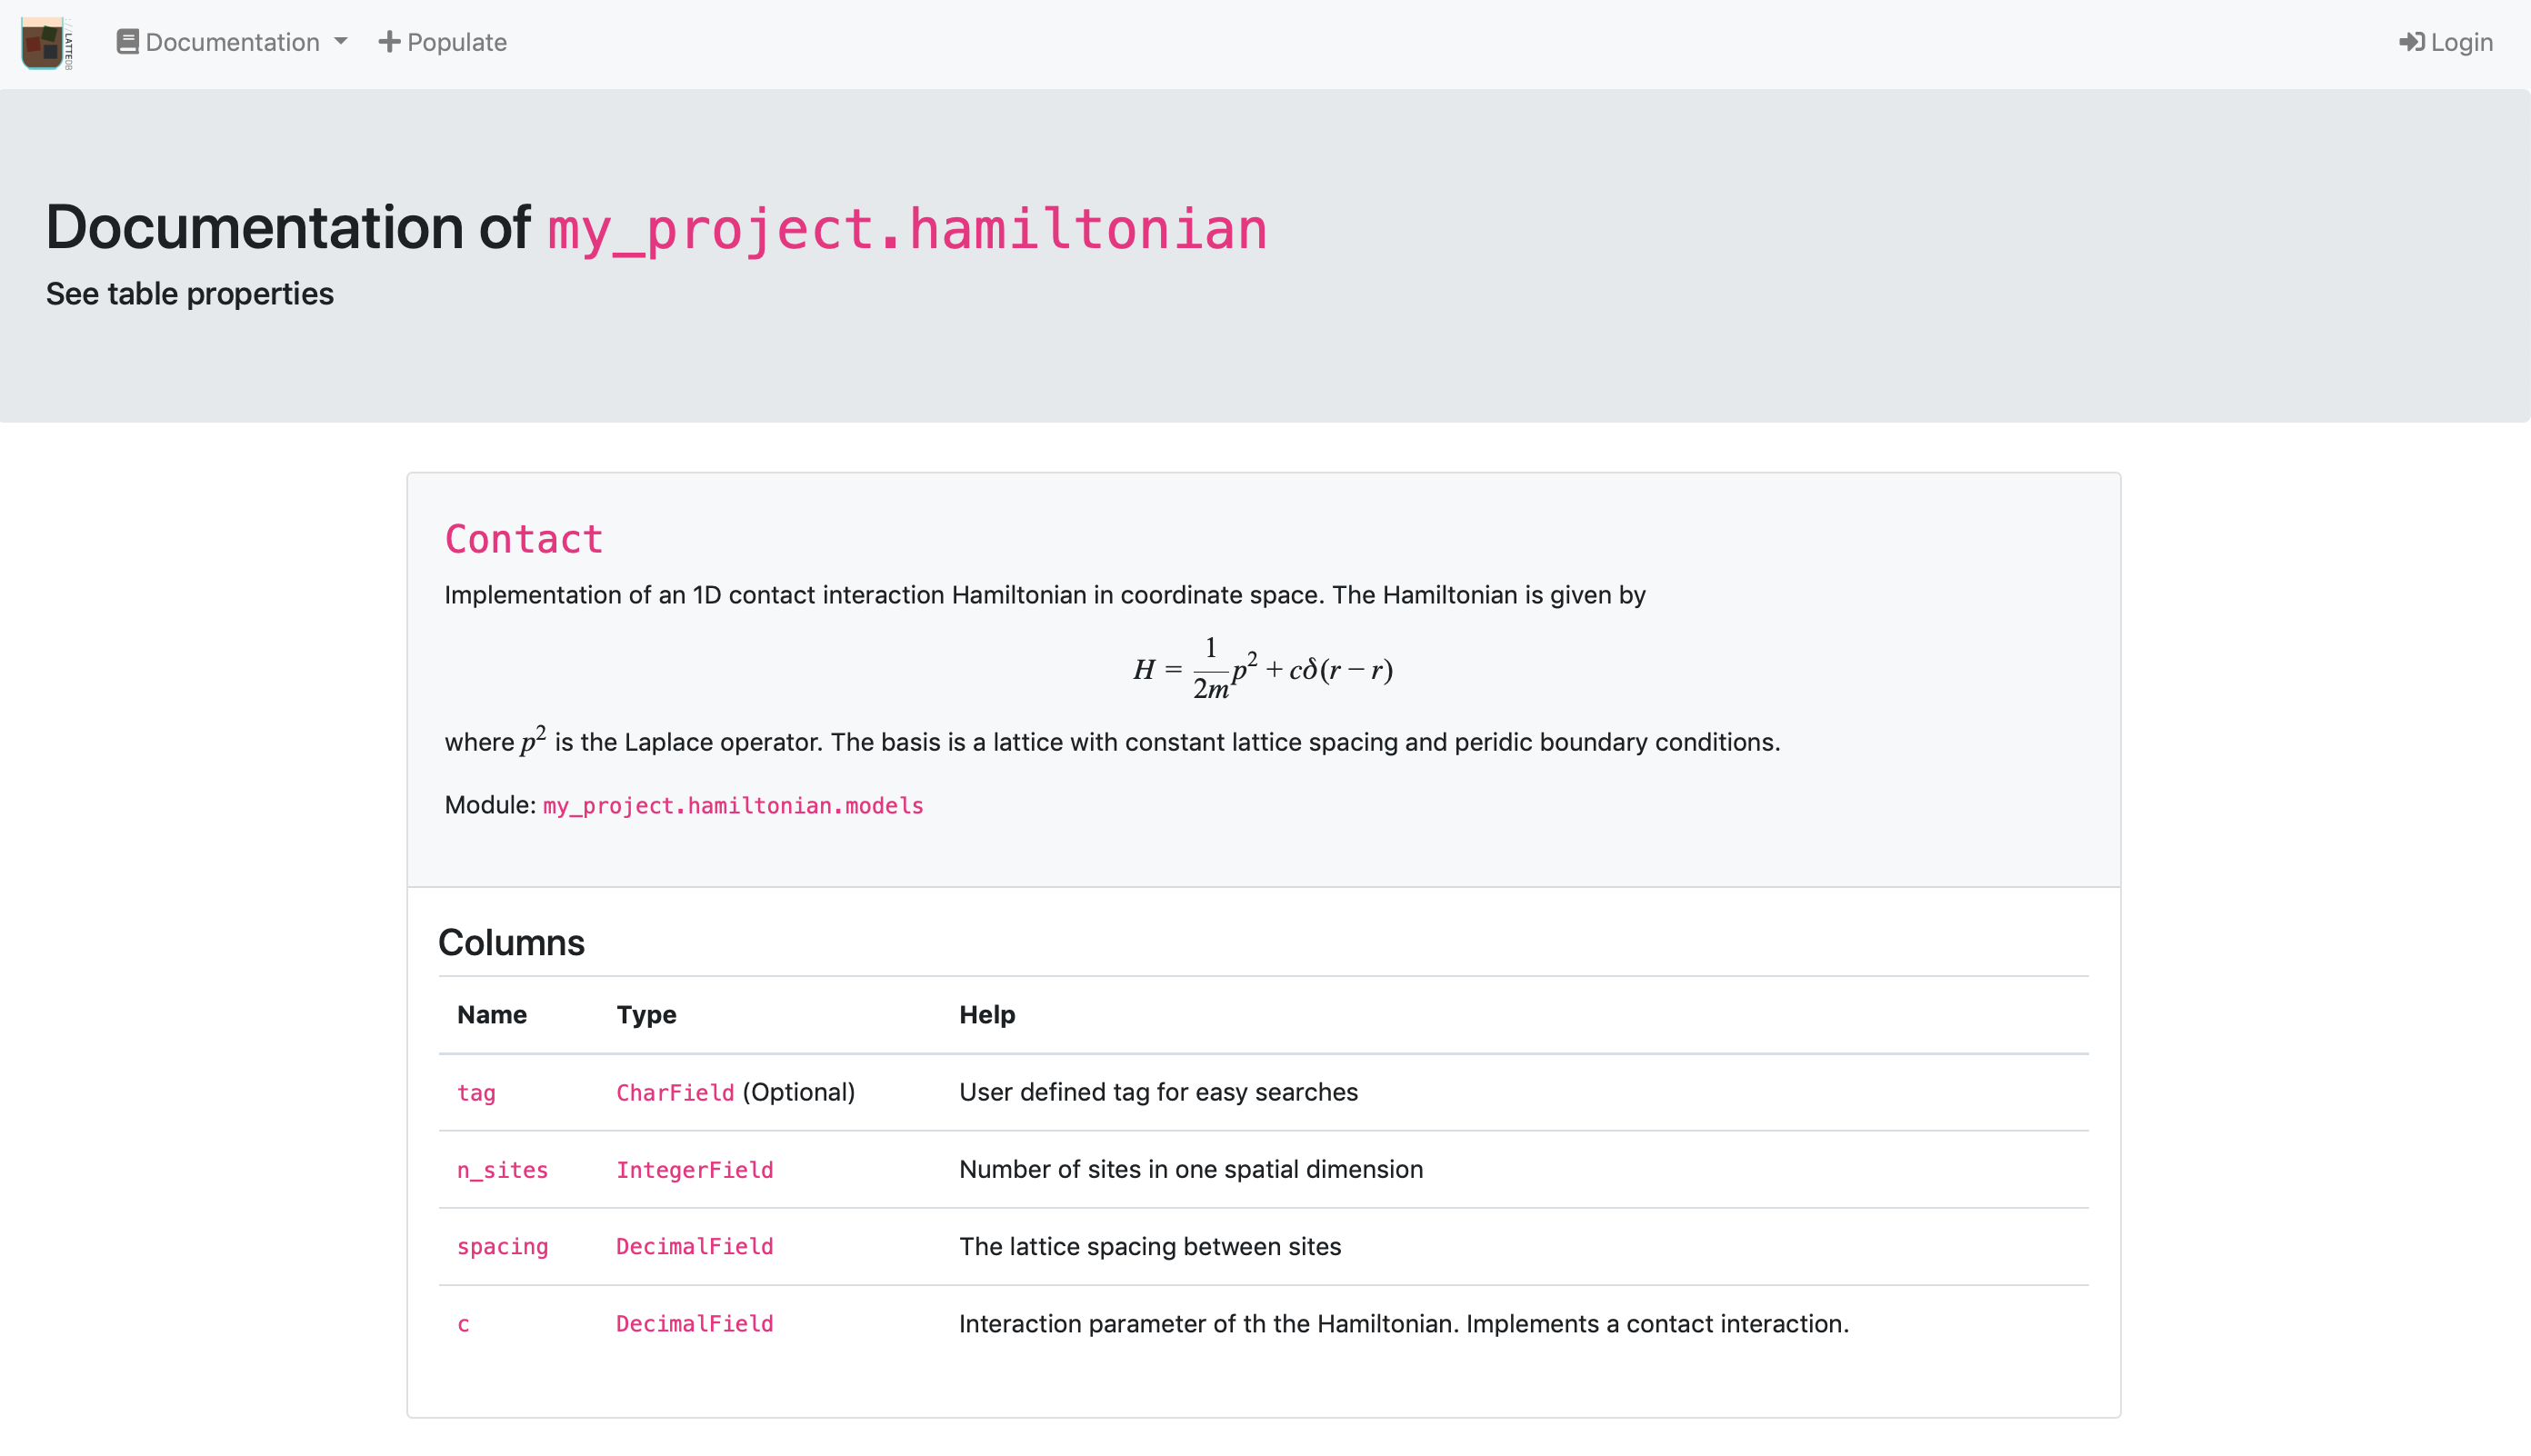 ://LATTEDB
Documentation
Populate
Login
Documentation of my_project.hamiltonian
See table properties
Contact
Implementation of an 1D contact interaction Hamiltonian in coordinate space. The Hamiltonian is given by
H = \frac{1}{2m}p^2 + cδ(r − r)
where p^2 is the Laplace operator. The basis is a lattice with constant lattice spacing and peridic boundary conditions.
Module: my_project.hamiltonian.models
Columns
Name Type Help
tag CharField (Optional) User defined tag for easy searches
n_sites IntegerField Number of sites in one spatial dimension
spacing DecimalField The lattice spacing between sites
c DecimalField Interaction parameter of th the Hamiltonian. Implements a contact interaction.